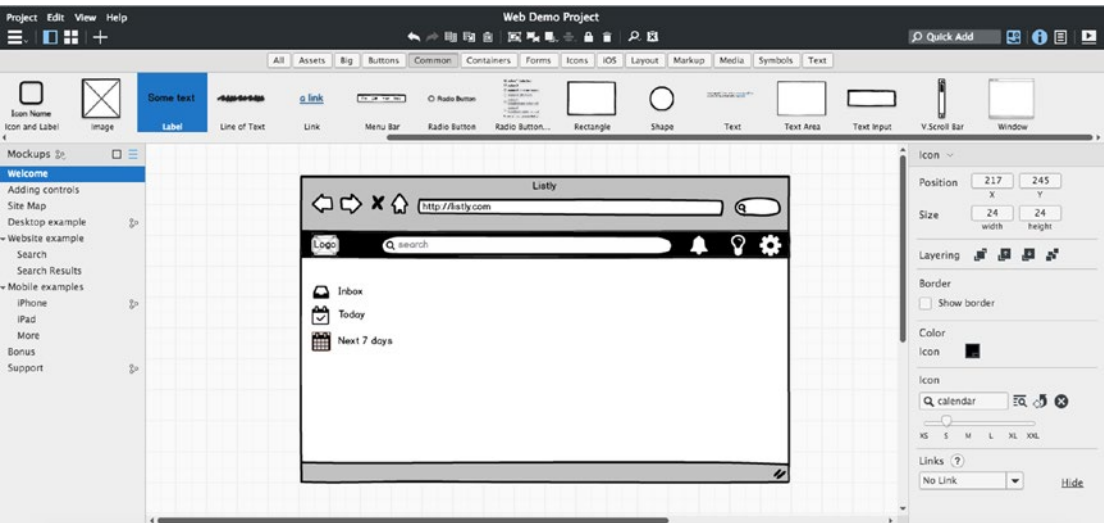 Web Demo Project
Project Edit View Help
Quick Add
All Assets Big Buttons Common Containers Forms Icons iOS Layout Markup Media Symbols Text
Some text
a link
Radio Button
Icon Name
Icon and Label Image Label Line of Text Link Menu Bar Radio Button Radio Button... Rectangle Shape Text Text Area Text Input V.Scroll Bar Window
Mockups
Welcome
Adding controls
Site Map
Desktop example
Website example
Search
Search Results
Mobile examples
iPhone
iPad
More
Bonus
Support
Listly
http://listly.com
Logo
search
Inbox
Today
Next 7 days
Icon
Position 217 245
X Y
Size 24 24
width height
Layering
Border
Show border
Color
Icon
Icon
calendar
XS S M L XL XXL
Links ?
No Link Hide